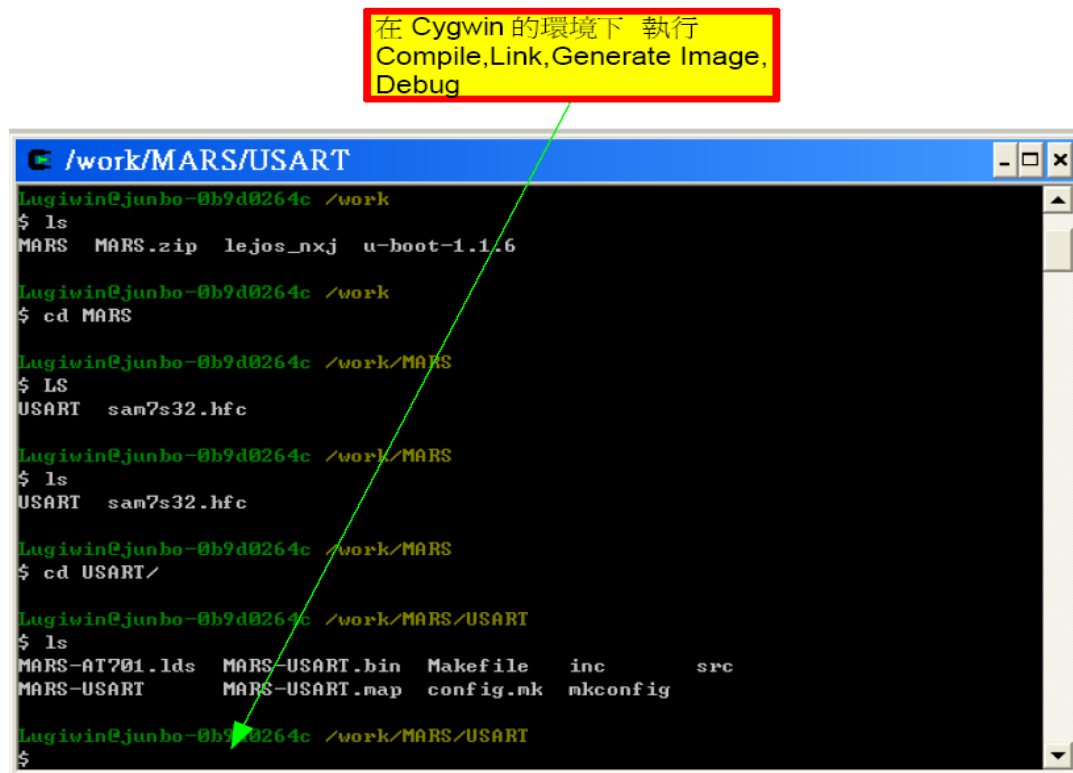 在 Cygwin 的環境下 執行
Compile,Link,Generate Image,
Debug
/work/MARS/USART
Lugiwin@junbo-0b9d0264c /work
$ ls
MARS MARS.zip lejos_nxj u-boot-1.1.6
Lugiwin@junbo-0b9d0264c /work
$ cd MARS
Lugiwin@junbo-0b9d0264c /work/MARS
$ LS
USART sam7s32.hfc
Lugiwin@junbo-0b9d0264c /work/MARS
$ ls
USART sam7s32.hfc
Lugiwin@junbo-0b9d0264c /work/MARS
$ cd USART/
Lugiwin@junbo-0b9d0264c /work/MARS/USART
$ ls
MARS-AT701.lds MARS-USART.bin Makefile inc src
MARS-USART MARS-USART.map config.mk mkconfig
Lugiwin@junbo-0b9d0264c /work/MARS/USART
$